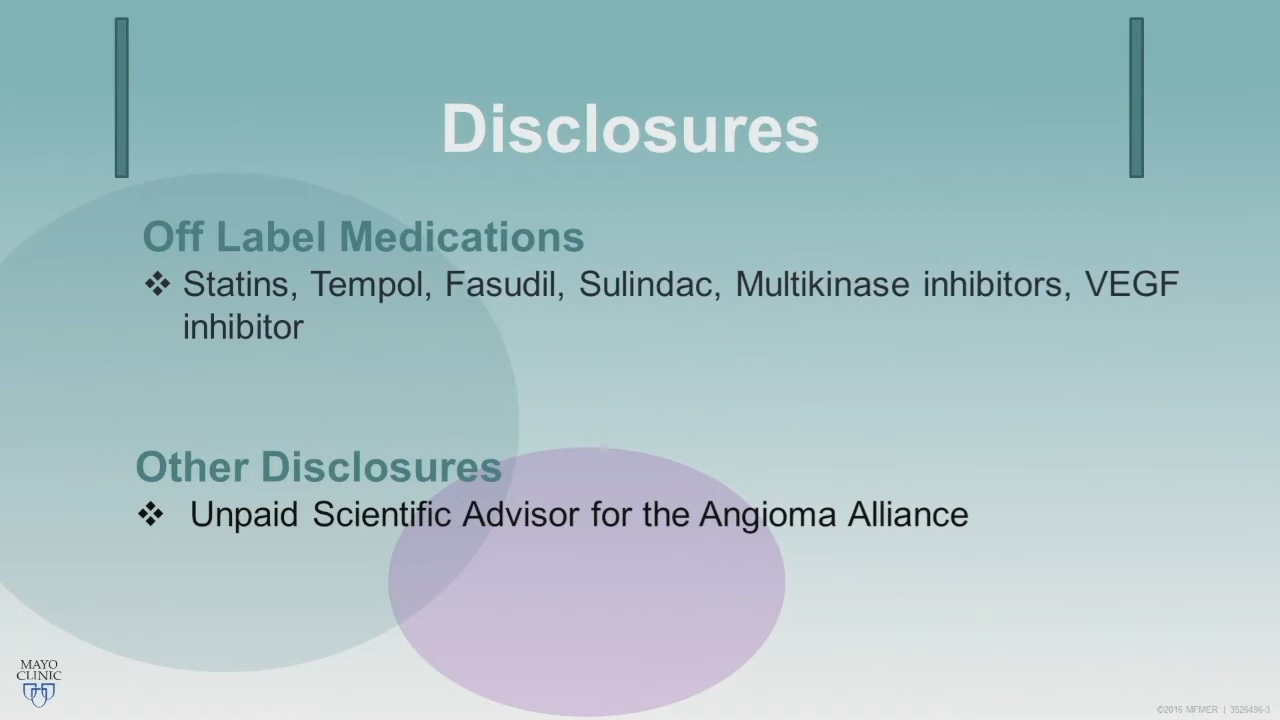 Disclosures
Off Label Medications
❖ Statins, Tempol, Fasudil, Sulindac, Multikinase inhibitors, VEGF
inhibitor
Other Disclosures
❖ Unpaid Scientific Advisor for the Angioma Alliance
MAYO
CLINIC
©2016 MFMER | 3526496-3